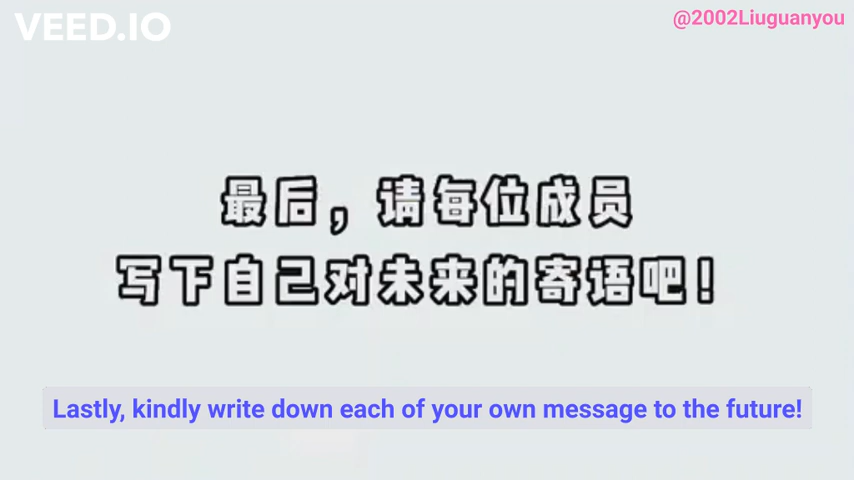 VEED.IO
@2002Liuguanyou
最后，请每位成员
写下自己对未来的寄语吧！
Lastly, kindly write down each of your own message to the future!